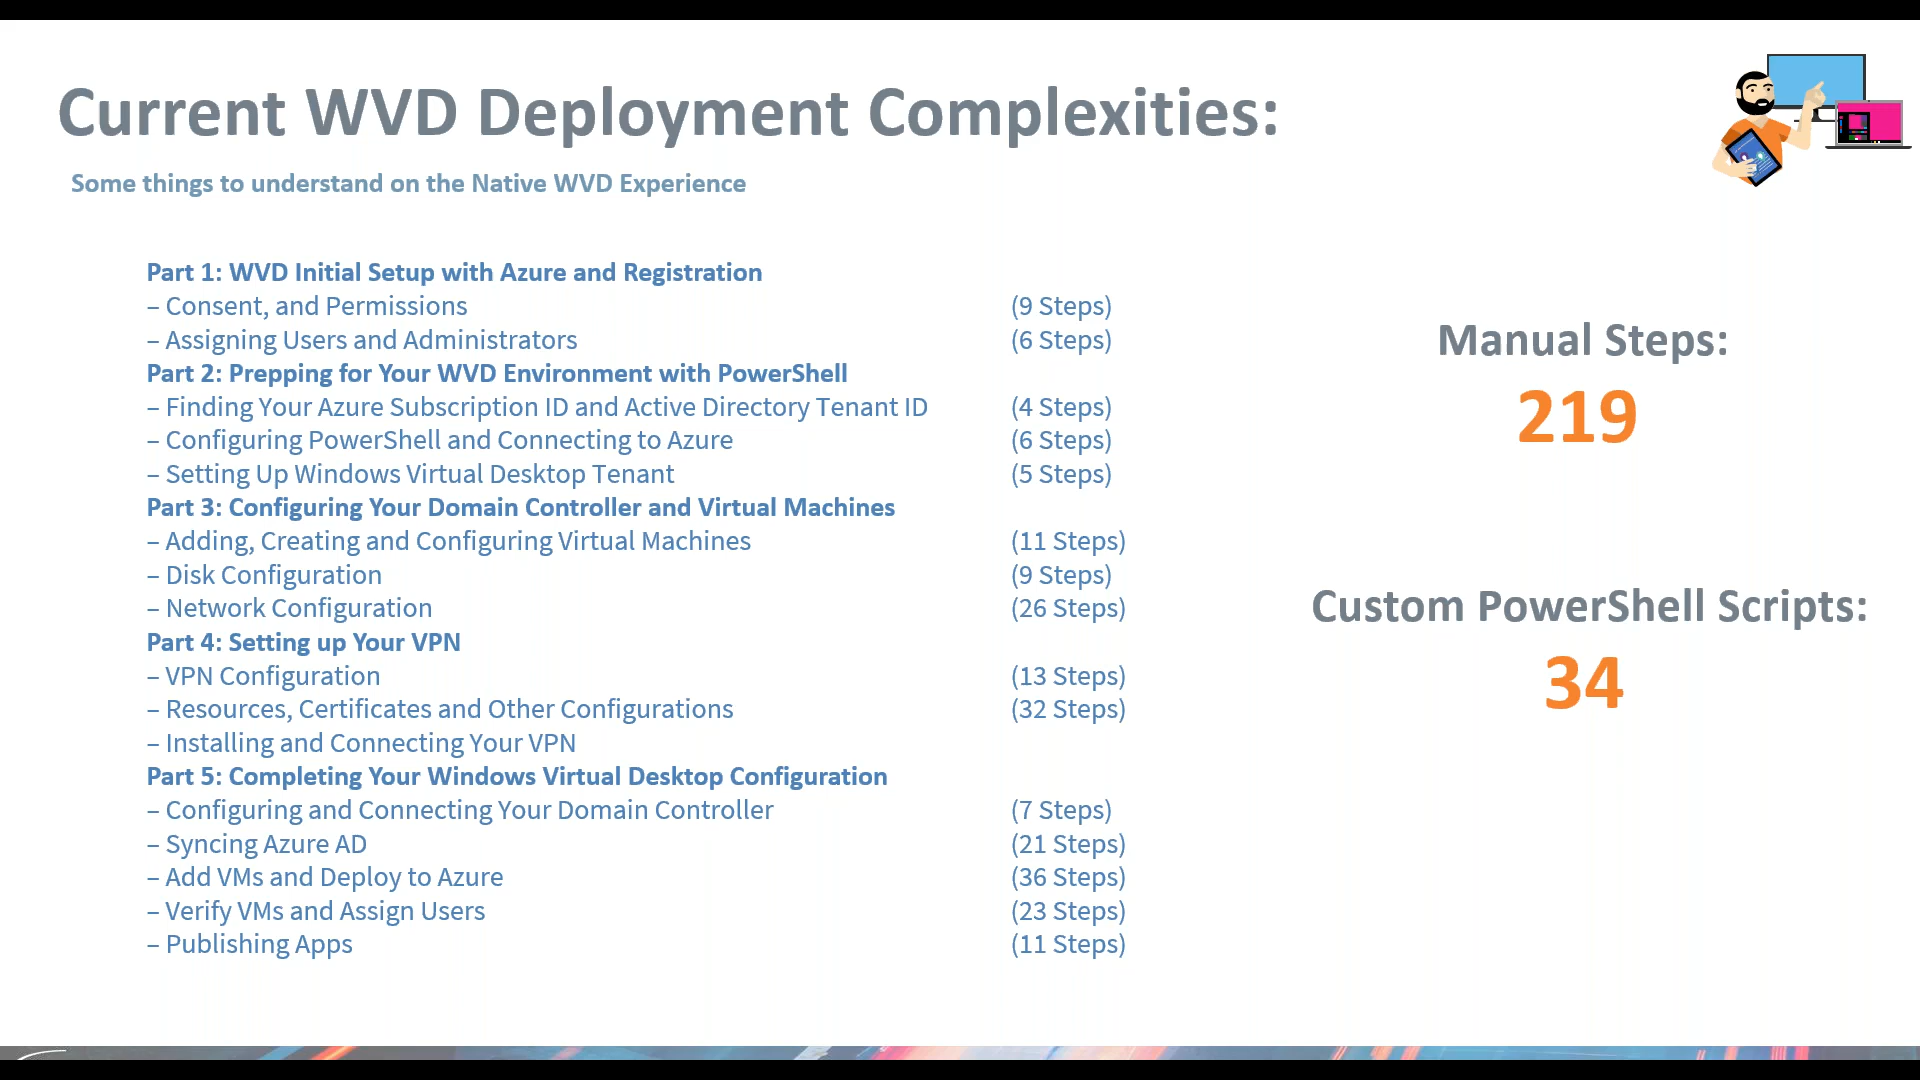 Current WVD Deployment Complexities:
Some things to understand on the Native WVD Experience
Part 1: WVD Initial Setup with Azure and Registration
– Consent, and Permissions (9 Steps)
– Assigning Users and Administrators (6 Steps)
Part 2: Prepping for Your WVD Environment with PowerShell
– Finding Your Azure Subscription ID and Active Directory Tenant ID (4 Steps)
– Configuring PowerShell and Connecting to Azure (6 Steps)
– Setting Up Windows Virtual Desktop Tenant (5 Steps)
Part 3: Configuring Your Domain Controller and Virtual Machines
– Adding, Creating and Configuring Virtual Machines (11 Steps)
– Disk Configuration (9 Steps)
– Network Configuration (26 Steps)
Part 4: Setting up Your VPN
– VPN Configuration (13 Steps)
– Resources, Certificates and Other Configurations (32 Steps)
– Installing and Connecting Your VPN
Part 5: Completing Your Windows Virtual Desktop Configuration
– Configuring and Connecting Your Domain Controller (7 Steps)
– Syncing Azure AD (21 Steps)
– Add VMs and Deploy to Azure (36 Steps)
– Verify VMs and Assign Users (23 Steps)
– Publishing Apps (11 Steps)
Manual Steps:
219
Custom PowerShell Scripts:
34